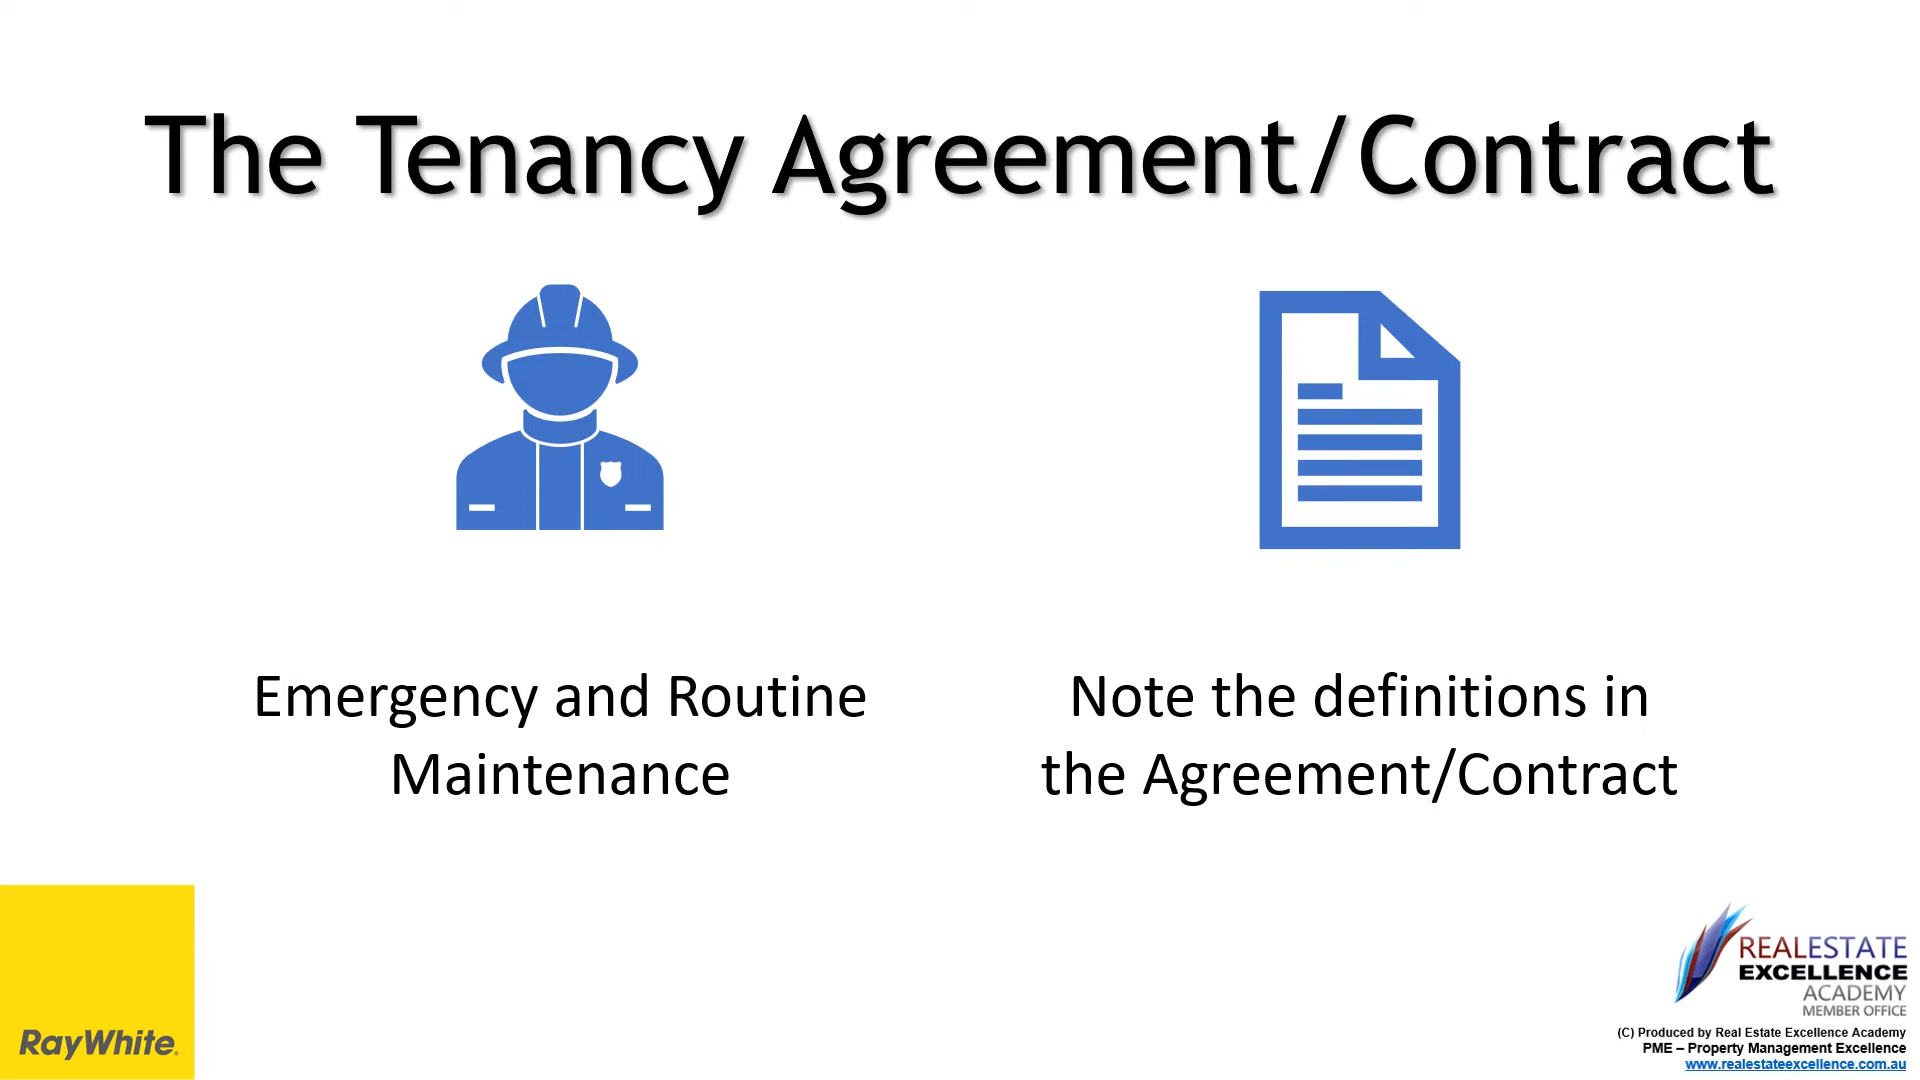 The Tenancy Agreement/Contract
Emergency and Routine
Maintenance
Note the definitions in
the Agreement/Contract
RayWhite.
REALESTATE
EXCELLENCE
ACADEMY
MEMBER OFFICE
(C) Produced by Real Estate Excellence Academy
PME – Property Management Excellence
www.realestateexcellence.com.au